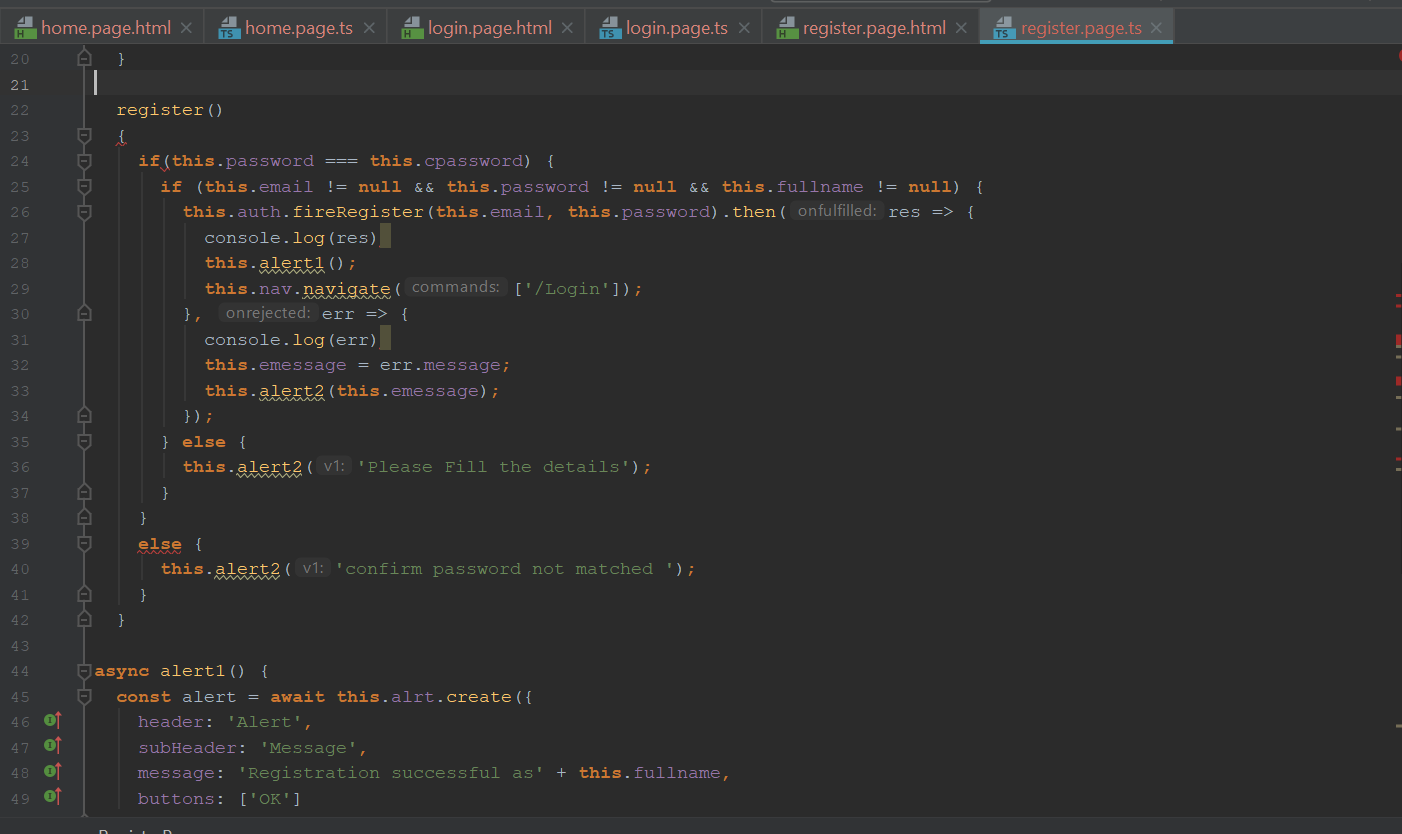 home.page.html home.page.ts login.page.html login.page.ts register.page.html register.page.ts
20 }
21
22 register()
23 {
24 if(this.password === this.cpassword) {
25 if (this.email != null && this.password != null && this.fullname != null) {
26 this.auth.fireRegister(this.email, this.password).then( onfulfilled: res => {
27 console.log(res)
28 this.alert1();
29 this.nav.navigate( commands: ['/Login']);
30 }, onrejected: err => {
31 console.log(err)
32 this.emessage = err.message;
33 this.alert2(this.emessage);
34 });
35 } else {
36 this.alert2( v1: 'Please Fill the details');
37 }
38 }
39 else {
40 this.alert2( v1: 'confirm password not matched ');
41 }
42 }
43
44 async alert1() {
45 const alert = await this.alrt.create({
46 header: 'Alert',
47 subHeader: 'Message',
48 message: 'Registration successful as' + this.fullname,
49 buttons: ['OK']